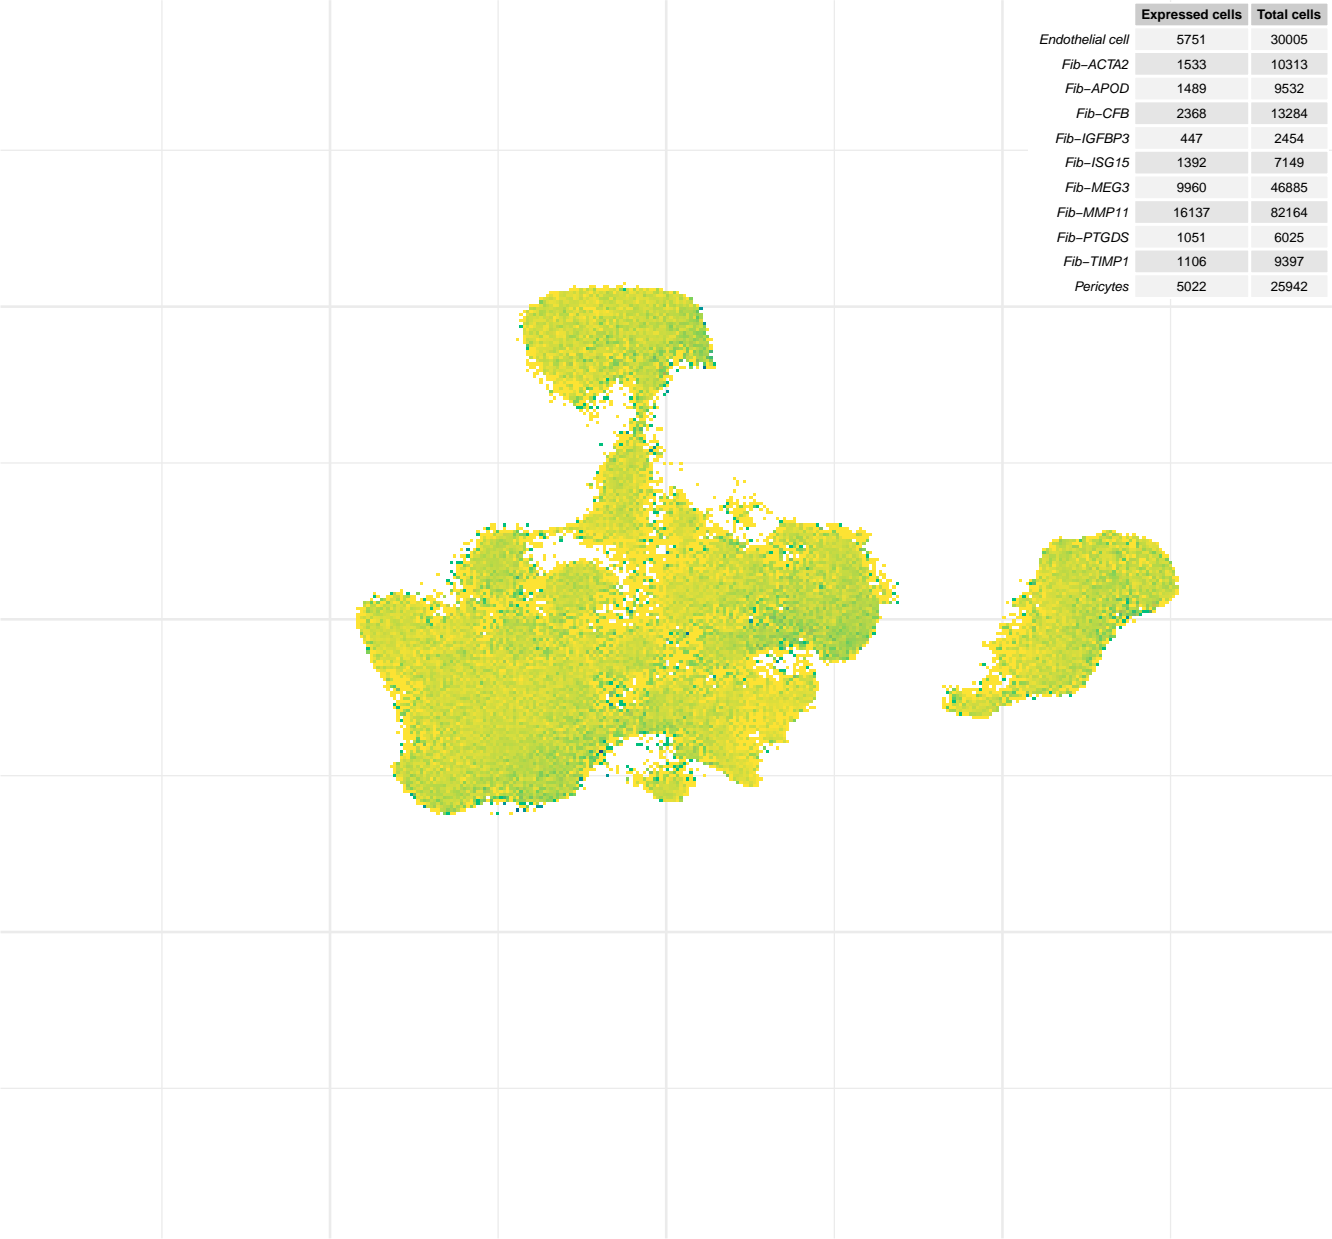 Expressed cells Total cells
Endothelial cell 5751 30005
Fib−ACTA2 1533 10313
Fib−APOD 1489 9532
Fib−CFB 2368 13284
Fib−IGFBP3 447 2454
Fib−ISG15 1392 7149
Fib−MEG3 9960 46885
Fib−MMP11 16137 82164
Fib−PTGDS 1051 6025
Fib−TIMP1 1106 9397
Pericytes 5022 25942